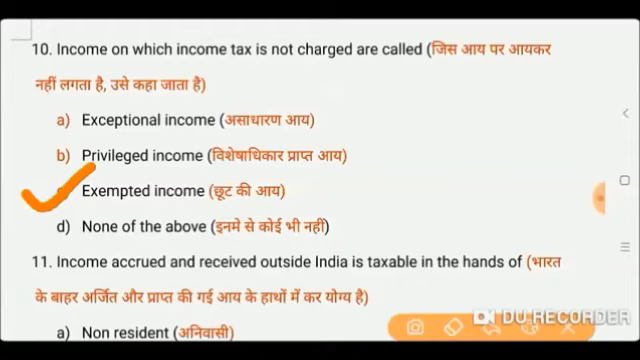 10. Income on which income tax is not charged are called (जिस आय पर आयकर
नहीं लगता है, उसे कहा जाता है)
a) Exceptional income (असाधारण आय)
b) Privileged income (विशेषाधिकार प्राप्त आय)
Exempted income (छूट की आय)
d) None of the above (इनमे से कोई भी नहीं)
11. Income accrued and received outside India is taxable in the hands of (भारत
के बाहर अर्जित और प्राप्त की गई आय के हाथों में कर योग्य है)
DU RECORDER
a) Non resident (अनिवासी)